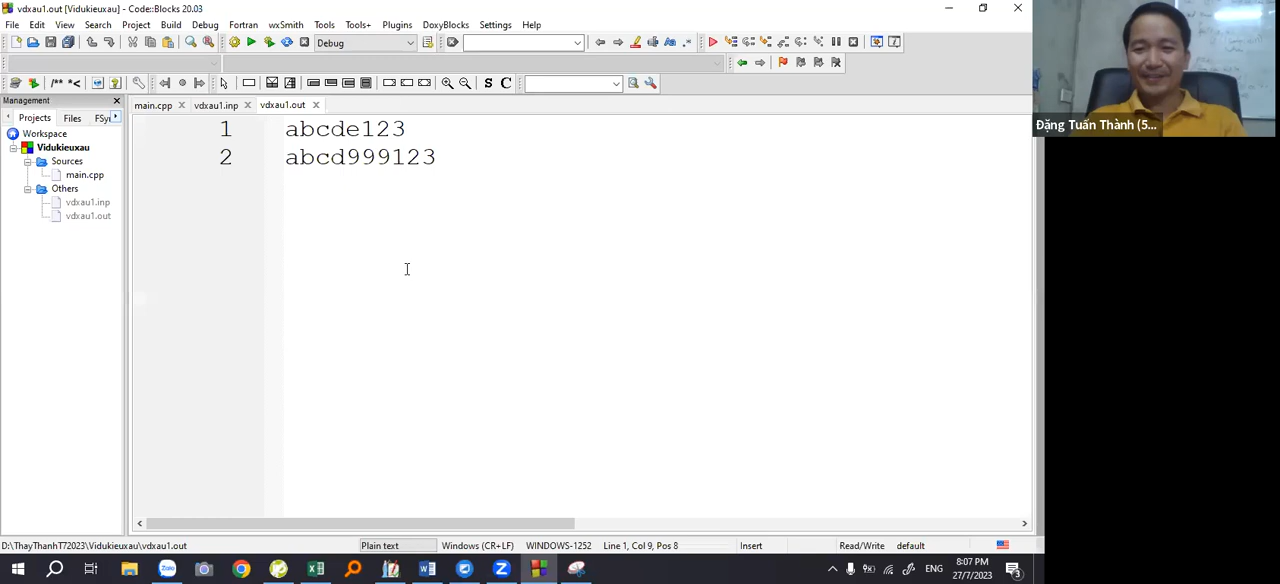 vdxau1.out [Vidukieuxau] - Code::Blocks 20.03
File Edit View Search Project Build Debug Fortran wxSmith Tools Tools+ Plugins DoxyBlocks Settings Help
Debug
/** *<
S C
Management
Projects Files FSy
main.cpp vdxau1.inp vdxau1.out
Workspace
Vidukieuxau
Sources
main.cpp
Others
vdxau1.inp
vdxau1.out
1 abcde123
2 abcd999123
Đặng Tuấn Thành (5...
D:\ThayThanhT72023\Vidukieuxau\vdxau1.out Plain text Windows (CR+LF) WINDOWS-1252 Line 1, Col 9, Pos 8 Insert Read/Write default
Zalo
ENG
8:07 PM
27/7/2023